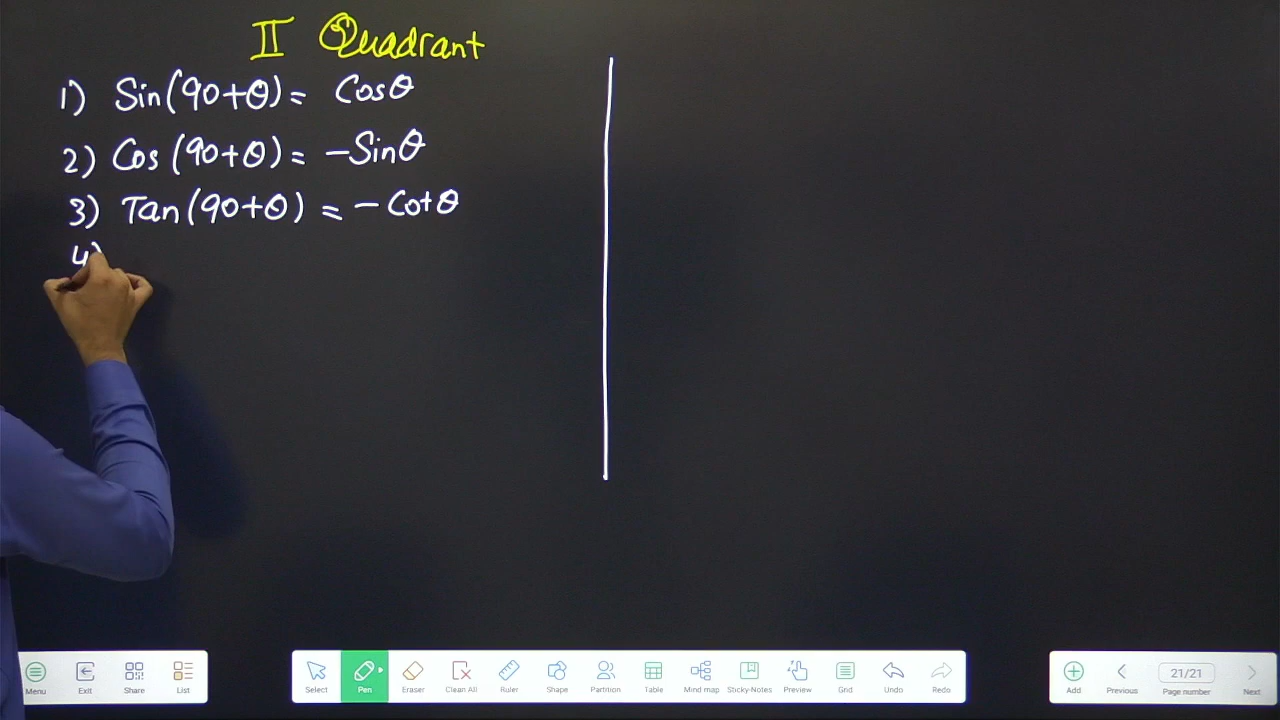 II Quadrant
1) Sin(90+θ) = Cosθ
2) Cos (90+θ) = -Sinθ
3) Tan(90+θ) = - Cotθ
4)
Menu Exit Share List
Select Pen Eraser Clean All Ruler Shape Partition Table Mind map Sticky-Notes Preview Grid Undo Redo
Add Previous 21/21 Page number Next